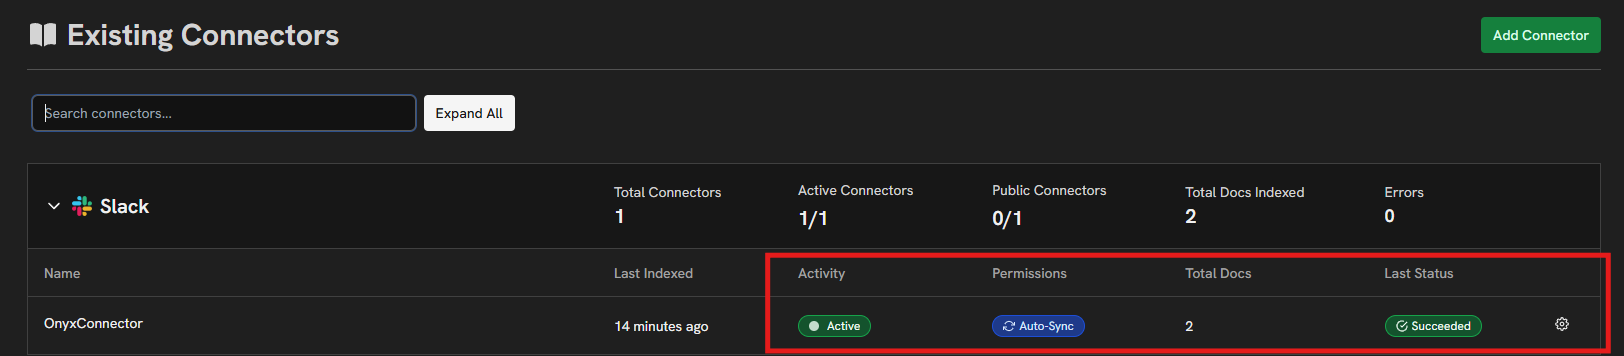 Existing Connectors
Add Connector
Search connectors...
Expand All
Slack
Total Connectors
1
Active Connectors
1/1
Public Connectors
0/1
Total Docs Indexed
2
Errors
0
Name Last Indexed Activity Permissions Total Docs Last Status
OnyxConnector 14 minutes ago Active Auto-Sync 2 Succeeded